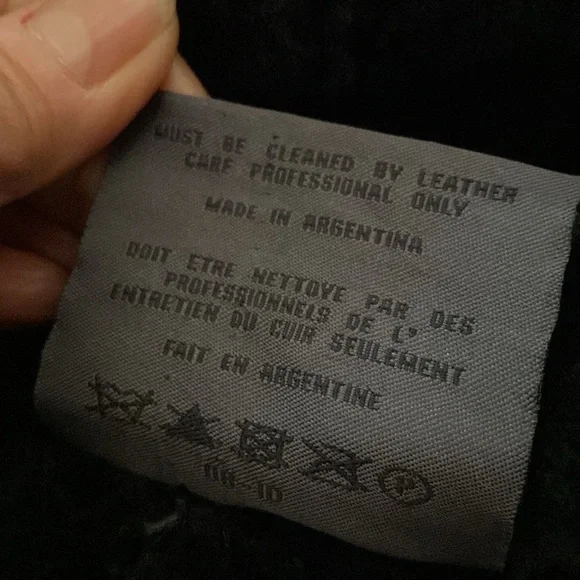 MUST BE CLEANED BY LEATHER
CARE PROFESSIONAL ONLY
MADE IN ARGENTINA
DOIT ETRE NETTOYE PAR DES
PROFESSIONNELS DE L'
ENTRETIEN DU CUIR SEULEMENT
FAIT EN ARGENTINE
P